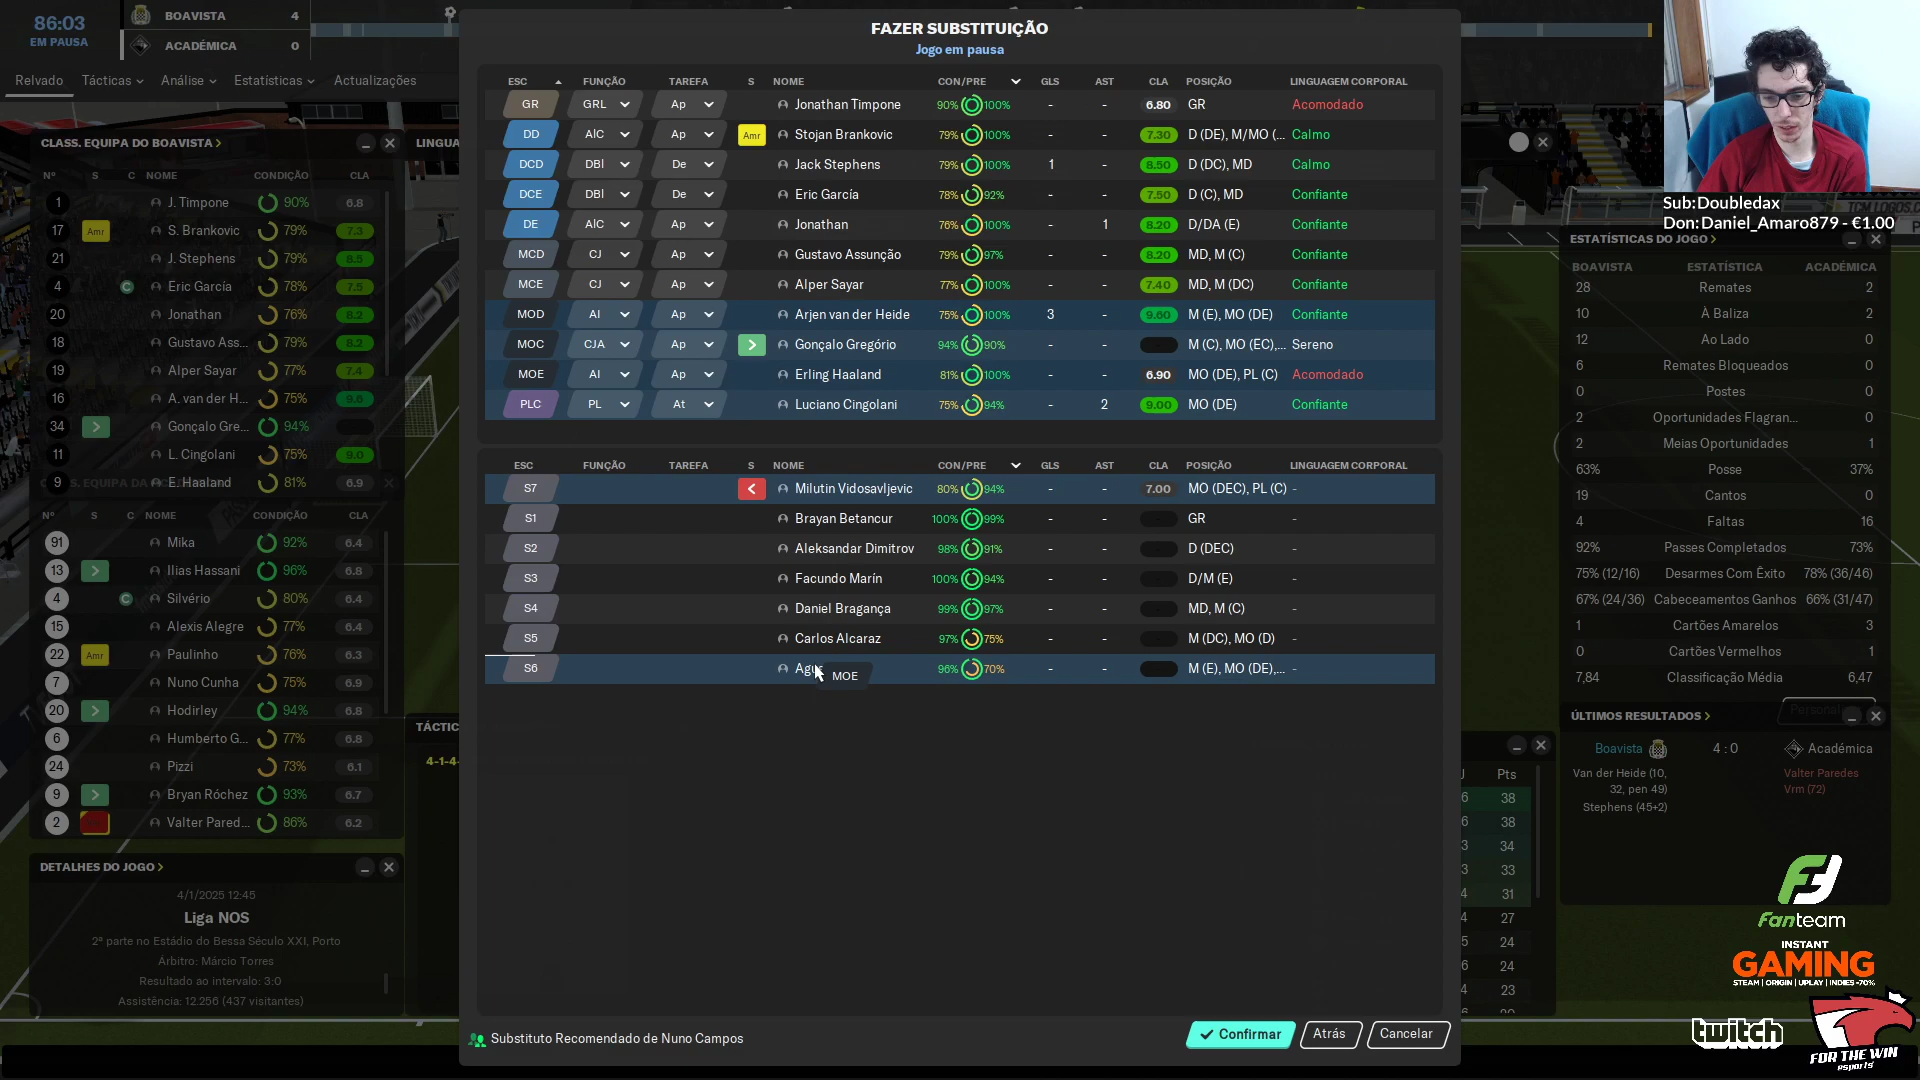 86:03
EM PAUSA
BOAVISTA 4
ACADÉMICA 0
Relvado Tácticas Análise Estatísticas Actualizações
FAZER SUBSTITUIÇÃO
Jogo em pausa
ESC FUNÇÃO TAREFA S NOME CON/PRE GLS AST CLA POSIÇÃO LINGUAGEM CORPORAL
GR GRL Ap Jonathan Timpone 90% 100% - - 6.80 GR Acomodado
DD AlC Ap Amr Stojan Brankovic 79% 100% - - 7.30 D (DE), M/MO (... Calmo
DCD DBl De Jack Stephens 79% 100% 1 - 8.50 D (DC), MD Calmo
DCE DBl De Eric García 78% 92% - - 7.50 D (C), MD Confiante
DE AlC Ap Jonathan 76% 100% - 1 8.20 D/DA (E) Confiante
MCD CJ Ap Gustavo Assunção 79% 97% - - 8.20 MD, M (C) Confiante
MCE CJ Ap Alper Sayar 77% 100% - - 7.40 MD, M (DC) Confiante
MOD AI Ap Arjen van der Heide 75% 100% 3 - 9.60 M (E), MO (DE) Confiante
MOC CJA Ap Gonçalo Gregório 94% 90% - - M (C), MO (EC),... Sereno
MOE AI Ap Erling Haaland 81% 100% - - 6.90 MO (DE), PL (C) Acomodado
PLC PL At Luciano Cingolani 75% 94% - 2 9.00 MO (DE) Confiante
ESC FUNÇÃO TAREFA S NOME CON/PRE GLS AST CLA POSIÇÃO LINGUAGEM CORPORAL
S7 Milutin Vidosavljevic 80% 94% - - 7.00 MO (DEC), PL (C) -
S1 Brayan Betancur 100% 99% - - - GR -
S2 Aleksandar Dimitrov 98% 91% - - - D (DEC) -
S3 Facundo Marín 100% 94% - - - D/M (E) -
S4 Daniel Bragança 99% 97% - - - MD, M (C) -
S5 Carlos Alcaraz 97% 75% - - - M (DC), MO (D) -
S6 MOE 96% 70% - - - M (E), MO (DE),... -
Substituto Recomendado de Nuno Campos
Confirmar Atrás Cancelar
CLASS. EQUIPA DO BOAVISTA
LINGUA
Nº S C NOME CONDIÇÃO CLA
1 J. Timpone 90% 6.8
17 Amr S. Brankovic 79% 7.3
21 J. Stephens 79% 8.5
4 C Eric García 78% 7.5
20 Jonathan 76% 8.2
18 Gustavo Ass... 79% 8.2
19 Alper Sayar 77% 7.4
16 A. van der H... 75% 9.6
34 Gonçalo Gre... 94%
11 L. Cingolani 75% 9.0
9 E. Haaland 81% 6.9
Nº S C NOME CONDIÇÃO CLA
91 Mika 92% 6.4
13 Ilias Hassani 96% 6.8
4 C Silvério 80% 6.4
15 Alexis Alegre 77% 6.4
22 Amr Paulinho 76% 6.3
7 Nuno Cunha 75% 6.9
20 Hodirley 94% 6.8
6 Humberto G... 77% 6.8
24 Pizzi 73% 6.1
9 Bryan Róchez 93% 6.7
2 Valter Pared... 86% 6.2
TÁCTIC
4-1-4-
DETALHES DO JOGO
4/1/2025 12:45
Liga NOS
2ª parte no Estádio do Bessa Século XXI, Porto
Árbitro: Márcio Torres
Resultado ao intervalo: 3:0
Assistência: 12.256 (437 visitantes)
Sub:Doubledax
Don:Daniel_Amaro879 - €1.00
ESTATÍSTICAS DO JOGO
BOAVISTA ESTATÍSTICA ACADÉMICA
28 Remates 2
10 À Baliza 2
12 Ao Lado 0
6 Remates Bloqueados 0
0 Postes 0
2 Oportunidades Flagran... 0
2 Meias Oportunidades 1
63% Posse 37%
19 Cantos 0
4 Faltas 16
92% Passes Completados 73%
75% (12/16) Desarmes Com Êxito 78% (36/46)
67% (24/36) Cabeceamentos Ganhos 66% (31/47)
1 Cartões Amarelos 3
0 Cartões Vermelhos 1
7,84 Classificação Média 6,47
ÚLTIMOS RESULTADOS
Boavista 4 : 0 Académica
Van der Heide (10, 32, pen 49)
Stephens (45+2)
Valter Paredes
Vrm (72)
J Pts
6 38
6 38
3 34
3 33
4 31
4 27
5 24
6 24
4 23
Fanteam
INSTANT
GAMING
STEAM | ORIGIN | UPLAY | INDIES -70%
twitch
FOR THE WIN
esports